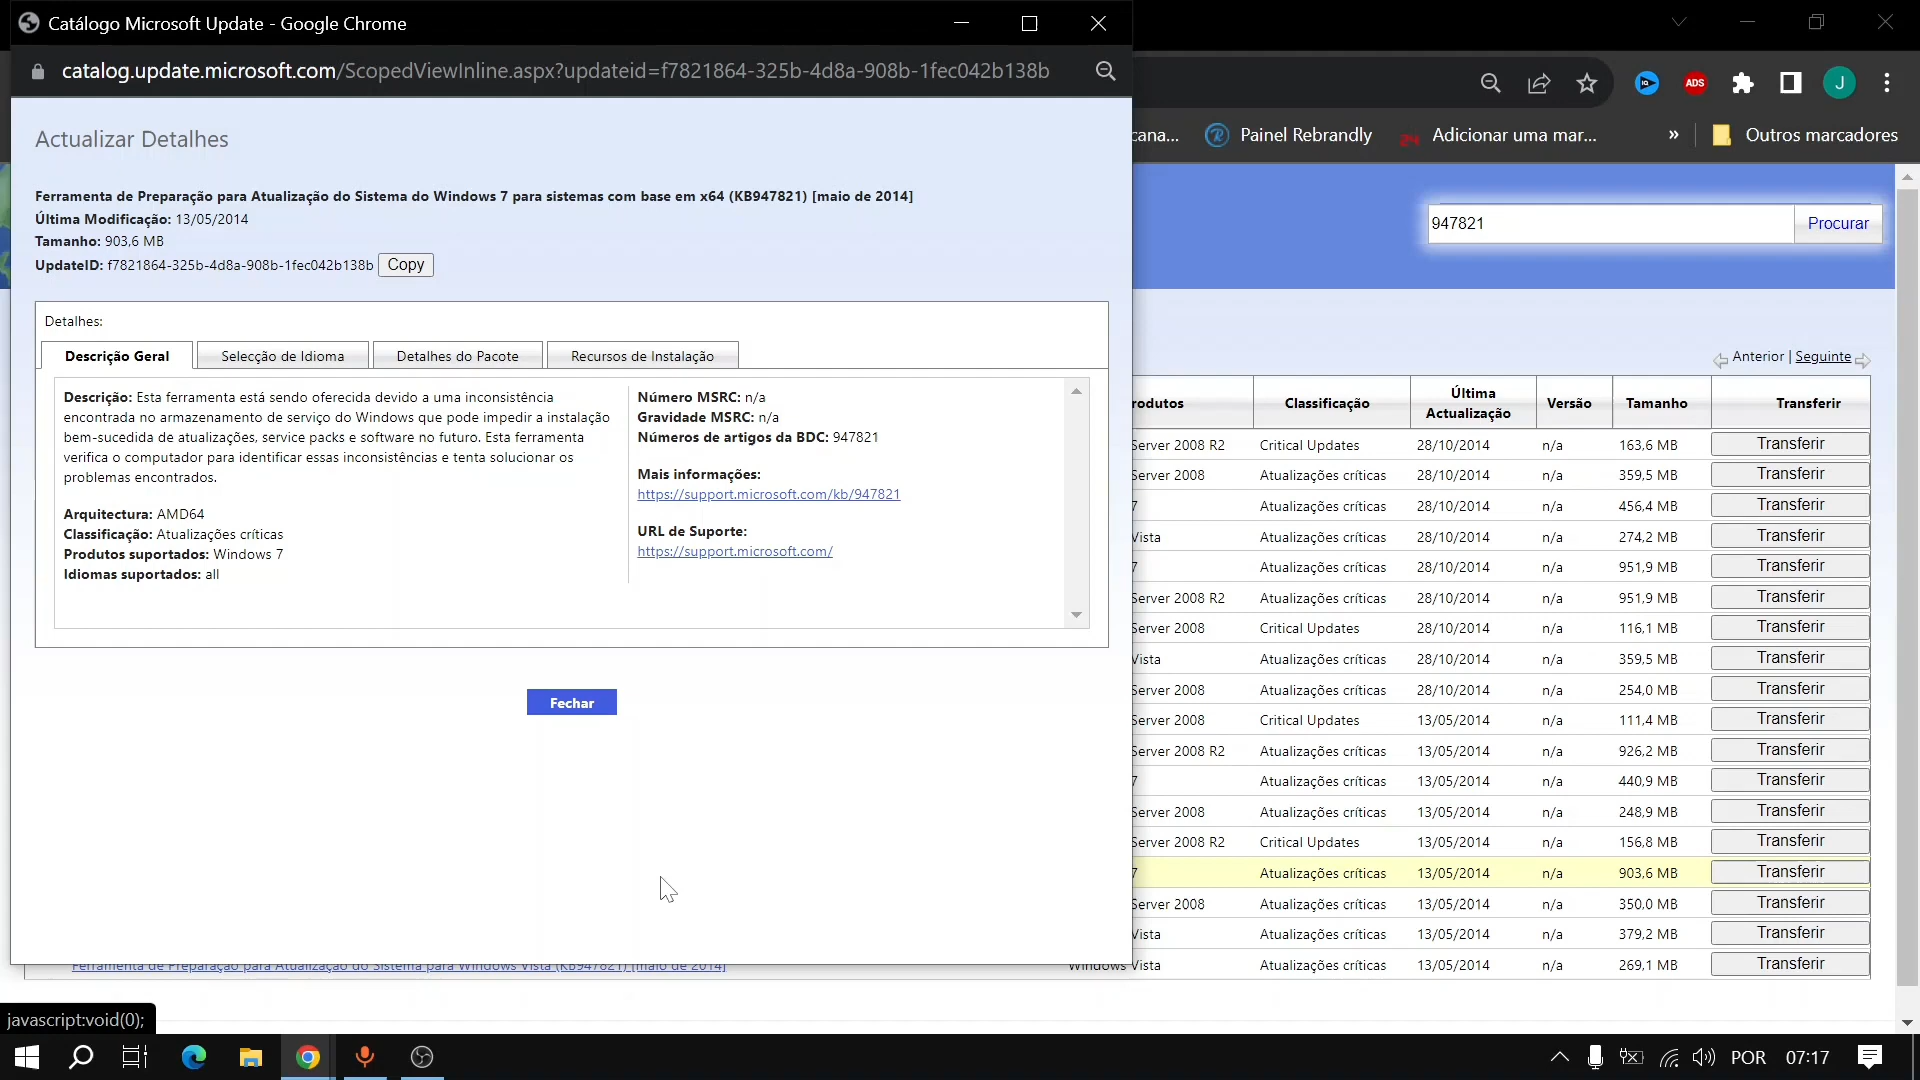 Catálogo Microsoft Update - Google Chrome
catalog.update.microsoft.com/ScopedViewInline.aspx?updateid=f7821864-325b-4d8a-908b-1fec042b138b
ADS
J
cana...
Painel Rebrandly
Adicionar uma mar...
»
Outros marcadores
Actualizar Detalhes
Ferramenta de Preparação para Atualização do Sistema do Windows 7 para sistemas com base em x64 (KB947821) [maio de 2014]
Última Modificação: 13/05/2014
Tamanho: 903,6 MB
UpdateID: f7821864-325b-4d8a-908b-1fec042b138b Copy
947821 Procurar
Detalhes:
Descrição Geral Selecção de Idioma Detalhes do Pacote Recursos de Instalação
Descrição: Esta ferramenta está sendo oferecida devido a uma inconsistência
encontrada no armazenamento de serviço do Windows que pode impedir a instalação
bem-sucedida de atualizações, service packs e software no futuro. Esta ferramenta
verifica o computador para identificar essas inconsistências e tenta solucionar os
problemas encontrados.
Arquitectura: AMD64
Classificação: Atualizações críticas
Produtos suportados: Windows 7
Idiomas suportados: all
Número MSRC: n/a
Gravidade MSRC: n/a
Números de artigos da BDC: 947821
Mais informações:
https://support.microsoft.com/kb/947821
URL de Suporte:
https://support.microsoft.com/
Fechar
Anterior | Seguinte
rodutos Classificação Última Actualização Versão Tamanho Transferir
Server 2008 R2 Critical Updates 28/10/2014 n/a 163,6 MB Transferir
Server 2008 Atualizações críticas 28/10/2014 n/a 359,5 MB Transferir
7 Atualizações críticas 28/10/2014 n/a 456,4 MB Transferir
Vista Atualizações críticas 28/10/2014 n/a 274,2 MB Transferir
7 Atualizações críticas 28/10/2014 n/a 951,9 MB Transferir
Server 2008 R2 Atualizações críticas 28/10/2014 n/a 951,9 MB Transferir
Server 2008 Critical Updates 28/10/2014 n/a 116,1 MB Transferir
Vista Atualizações críticas 28/10/2014 n/a 359,5 MB Transferir
Server 2008 Atualizações críticas 28/10/2014 n/a 254,0 MB Transferir
Server 2008 Critical Updates 13/05/2014 n/a 111,4 MB Transferir
Server 2008 R2 Atualizações críticas 13/05/2014 n/a 926,2 MB Transferir
7 Atualizações críticas 13/05/2014 n/a 440,9 MB Transferir
Server 2008 Atualizações críticas 13/05/2014 n/a 248,9 MB Transferir
Server 2008 R2 Critical Updates 13/05/2014 n/a 156,8 MB Transferir
7 Atualizações críticas 13/05/2014 n/a 903,6 MB Transferir
Server 2008 Atualizações críticas 13/05/2014 n/a 350,0 MB Transferir
Vista Atualizações críticas 13/05/2014 n/a 379,2 MB Transferir
Ferramenta de Preparação para Atualização do Sistema para Windows Vista (KB947821) [maio de 2014] Windows Vista Atualizações críticas 13/05/2014 n/a 269,1 MB Transferir
javascript:void(0);
POR 07:17